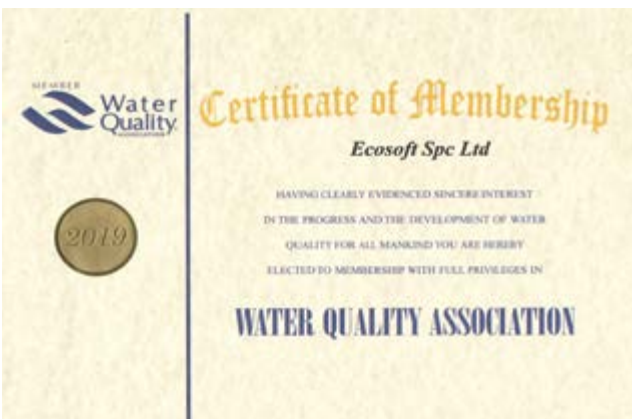 MEMBER
Water
Quality
ASSOCIATION
2019
Certificate of Membership
Ecosoft Spc Ltd
HAVING CLEARLY EVIDENCED SINCERE INTEREST
IN THE PROGRESS AND THE DEVELOPMENT OF WATER
QUALITY FOR ALL MANKIND YOU ARE HEREBY
ELECTED TO MEMBERSHIP WITH FULL PRIVILEGES IN
WATER QUALITY ASSOCIATION